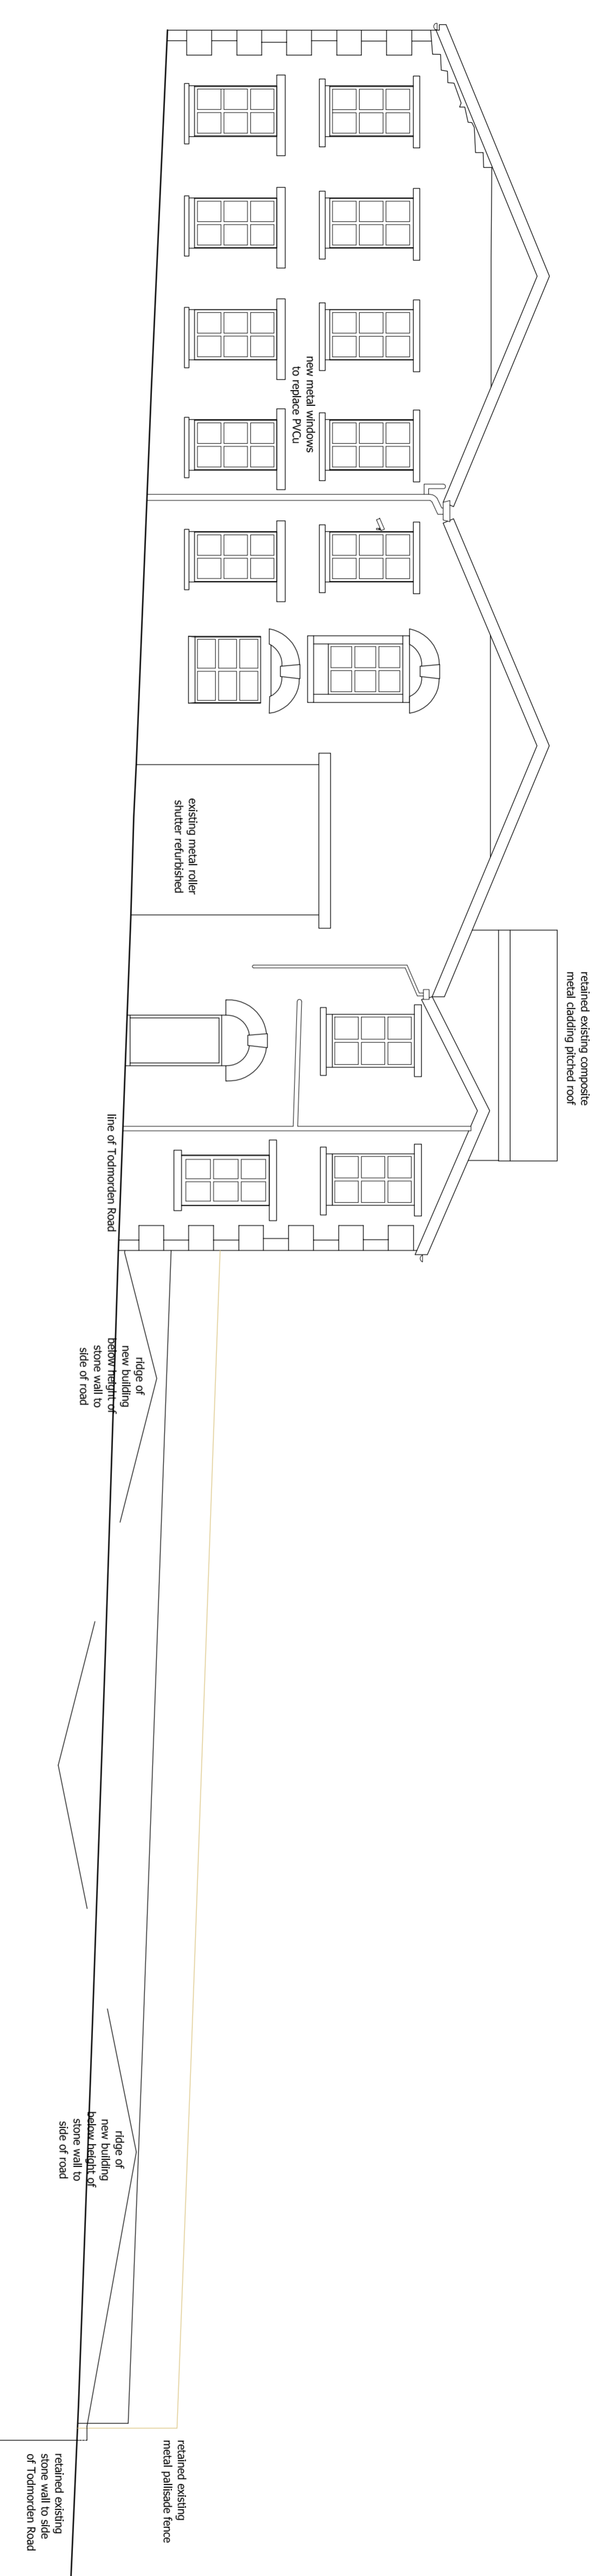 retained existing composite
metal cladding pitched roof
new metal windows
to replace PVCu
existing metal roller
shutter refurbished
line of Todmorden Road
ridge of
new building
below height of
stone wall to
side of road
ridge of
new building
below height of
stone wall to
side of road
retained existing
metal pallisade fence
retained existing
stone wall to side
of Todmorden Road